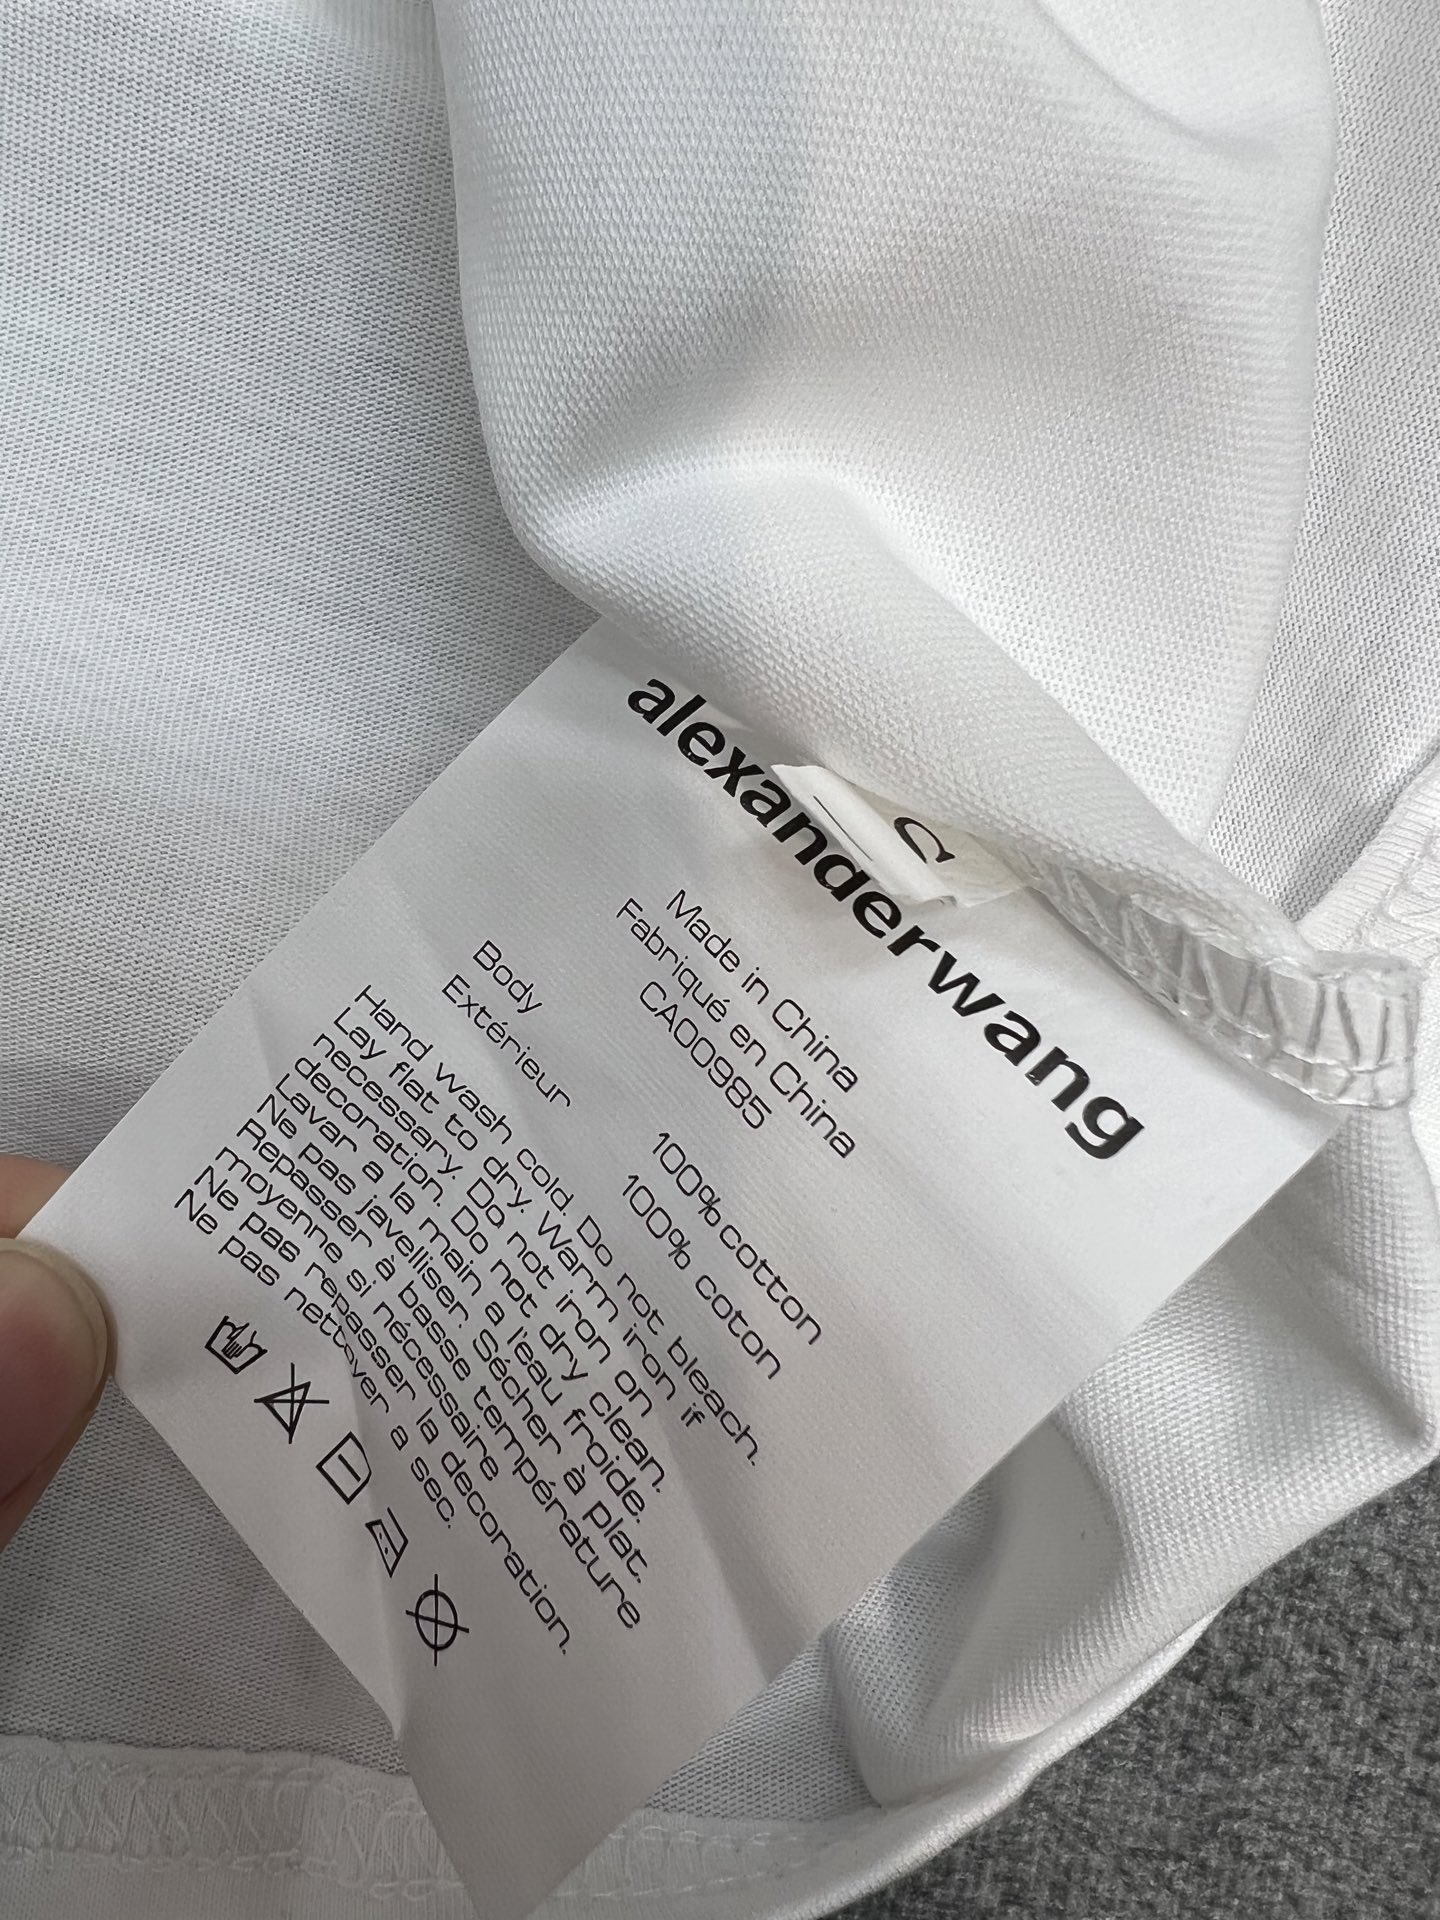 alexanderwang
S
Made in China
Fabriqué en China
CA00985
Body 100% cotton
Extérieur 100% coton
Hand wash cold. Do not bleach.
Lay flat to dry. Warm iron if
necessary. Do not iron on
decoration. Do not dry clean.
Lavar a la main a l'eau froide.
Ne pas javelliser. Sécher à plat.
Repasser à basse température
moyenne si nécessaire
Ne pas repasser la decoration.
Ne pas nettoyer a sec.